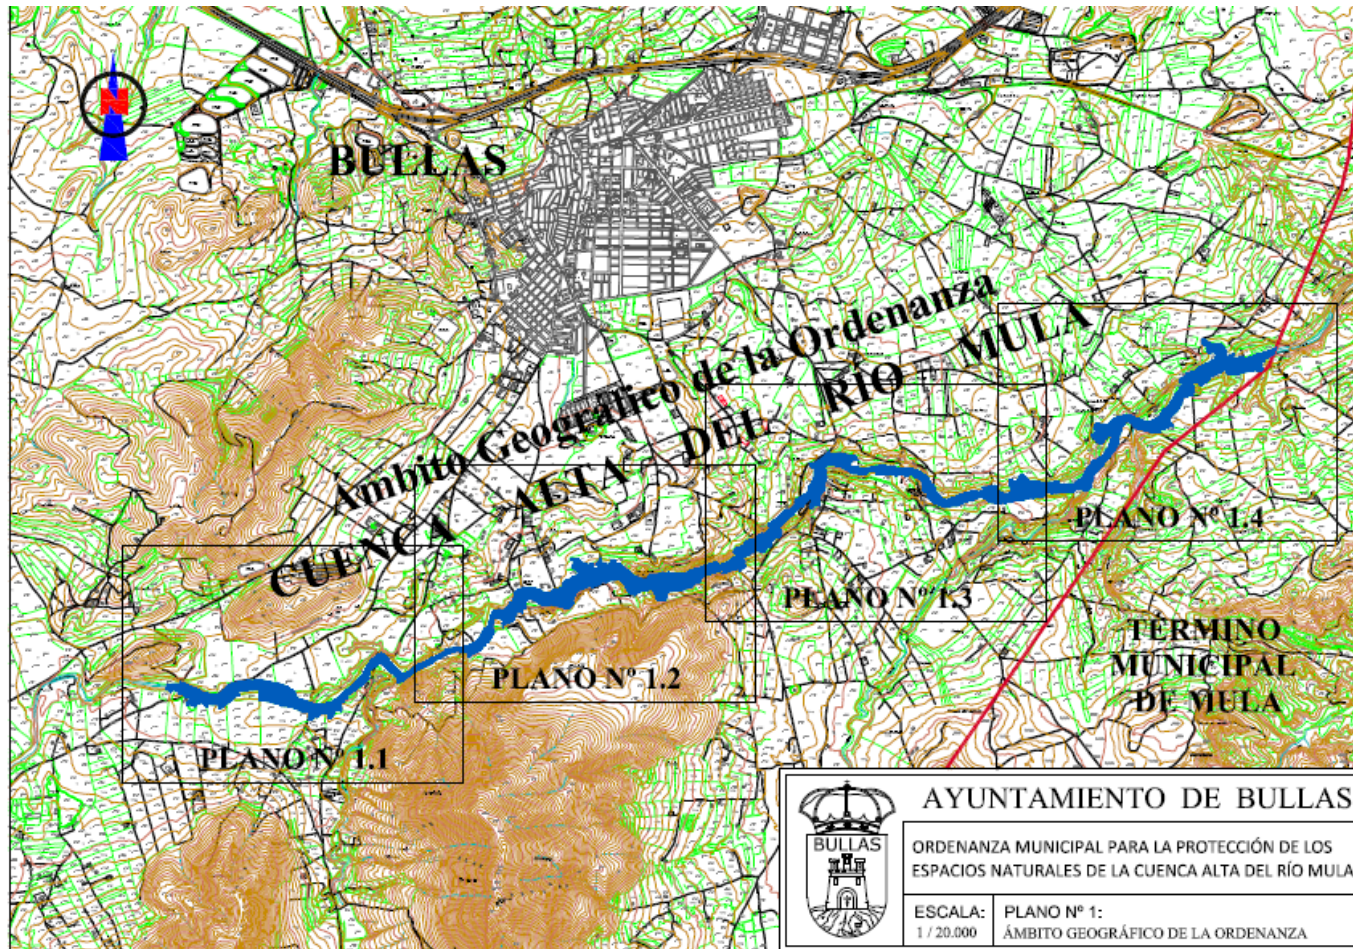 BULLAS
Ámbito Geográfico de la Ordenanza
CUENCA ALTA DEL RÍO MULA
PLANO Nº 1.4
PLANO Nº 1.3
TÉRMINO
MUNICIPAL
DE MULA
PLANO Nº 1.2
PLANO Nº 1.1
AYUNTAMIENTO DE BULLAS
BULLAS
ORDENANZA MUNICIPAL PARA LA PROTECCIÓN DE LOS
ESPACIOS NATURALES DE LA CUENCA ALTA DEL RÍO MULA
ESCALA:
1 / 20.000
PLANO Nº 1:
ÁMBITO GEOGRÁFICO DE LA ORDENANZA